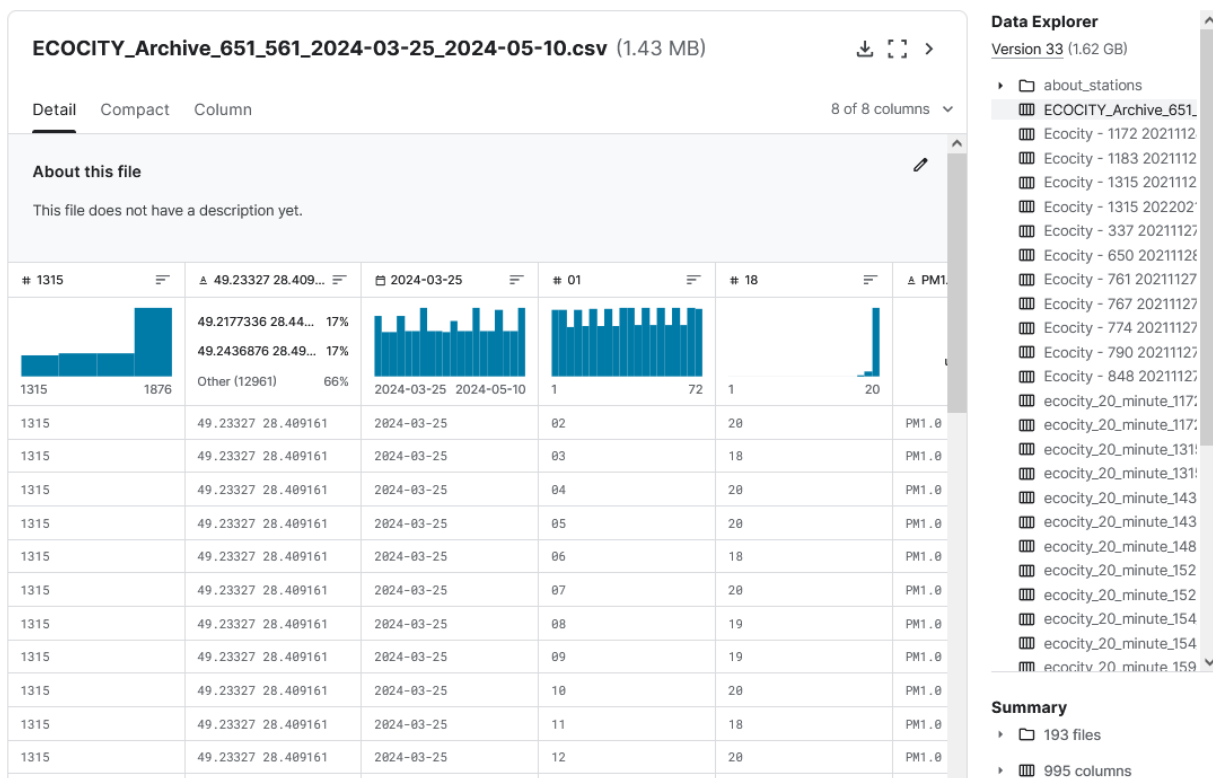 ECOCITY_Archive_651_561_2024-03-25_2024-05-10.csv (1.43 MB)
Detail Compact Column
8 of 8 columns
About this file
This file does not have a description yet.
# 1315 A 49.23327 28.409... 2024-03-25 # 01 # 18 A PM1.
49.2177336 28.44... 17%
49.2436876 28.49... 17%
Other (12961) 66%
1315 1876 2024-03-25 2024-05-10 1 72 1 20
1315 49.23327 28.409161 2024-03-25 02 20 PM1.0
1315 49.23327 28.409161 2024-03-25 03 18 PM1.0
1315 49.23327 28.409161 2024-03-25 04 20 PM1.0
1315 49.23327 28.409161 2024-03-25 05 20 PM1.0
1315 49.23327 28.409161 2024-03-25 06 18 PM1.0
1315 49.23327 28.409161 2024-03-25 07 20 PM1.0
1315 49.23327 28.409161 2024-03-25 08 19 PM1.0
1315 49.23327 28.409161 2024-03-25 09 19 PM1.0
1315 49.23327 28.409161 2024-03-25 10 20 PM1.0
1315 49.23327 28.409161 2024-03-25 11 18 PM1.0
1315 49.23327 28.409161 2024-03-25 12 20 PM1.0
Data Explorer
Version 33 (1.62 GB)
about_stations
ECOCITY_Archive_651_
Ecocity - 1172 2021112
Ecocity - 1183 2021112
Ecocity - 1315 2021112
Ecocity - 1315 202202
Ecocity - 337 20211127
Ecocity - 650 20211128
Ecocity - 761 20211127
Ecocity - 767 20211127
Ecocity - 774 20211127
Ecocity - 790 20211127
Ecocity - 848 20211127
ecocity_20_minute_1172
ecocity_20_minute_1172
ecocity_20_minute_1315
ecocity_20_minute_1315
ecocity_20_minute_143
ecocity_20_minute_143
ecocity_20_minute_148
ecocity_20_minute_152
ecocity_20_minute_152
ecocity_20_minute_154
ecocity_20_minute_154
ecocity_20_minute_159
Summary
193 files
995 columns